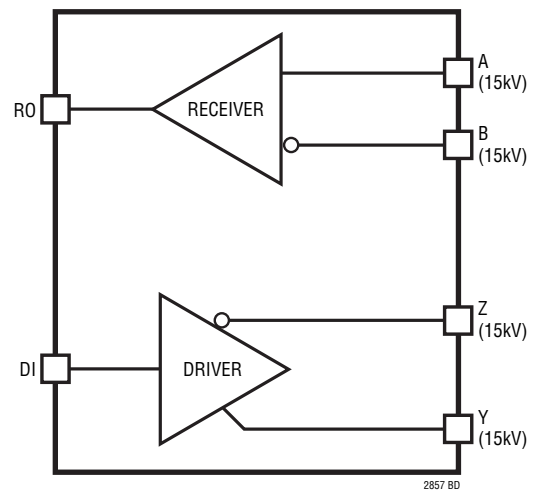 A
(15kV)
RO
RECEIVER
B
(15kV)
Z
(15kV)
DI
DRIVER
Y
(15kV)
2857 BD